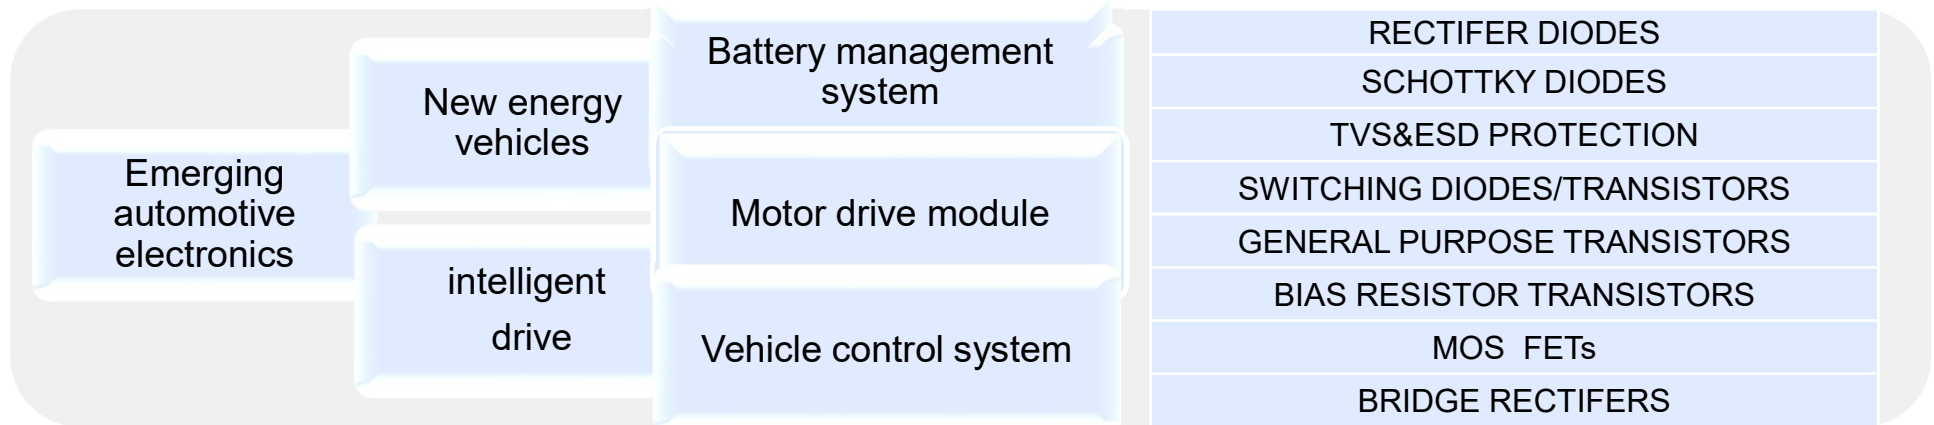 Emerging
automotive
electronics
New energy
vehicles
intelligent
drive
Battery management
system
Motor drive module
Vehicle control system
RECTIFER DIODES
SCHOTTKY DIODES
TVS&ESD PROTECTION
SWITCHING DIODES/TRANSISTORS
GENERAL PURPOSE TRANSISTORS
BIAS RESISTOR TRANSISTORS
MOS  FETs
BRIDGE RECTIFERS